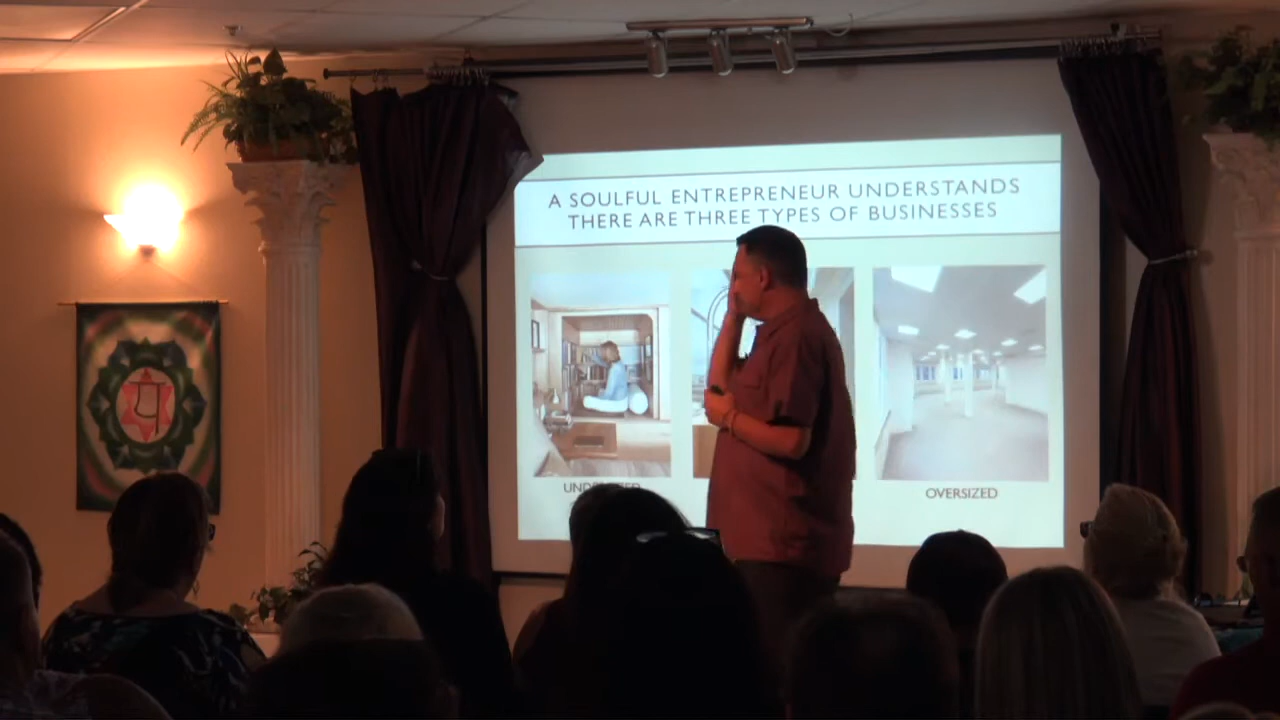 A SOULFUL ENTREPRENEUR UNDERSTANDS
THERE ARE THREE TYPES OF BUSINESSES
OVERSIZED